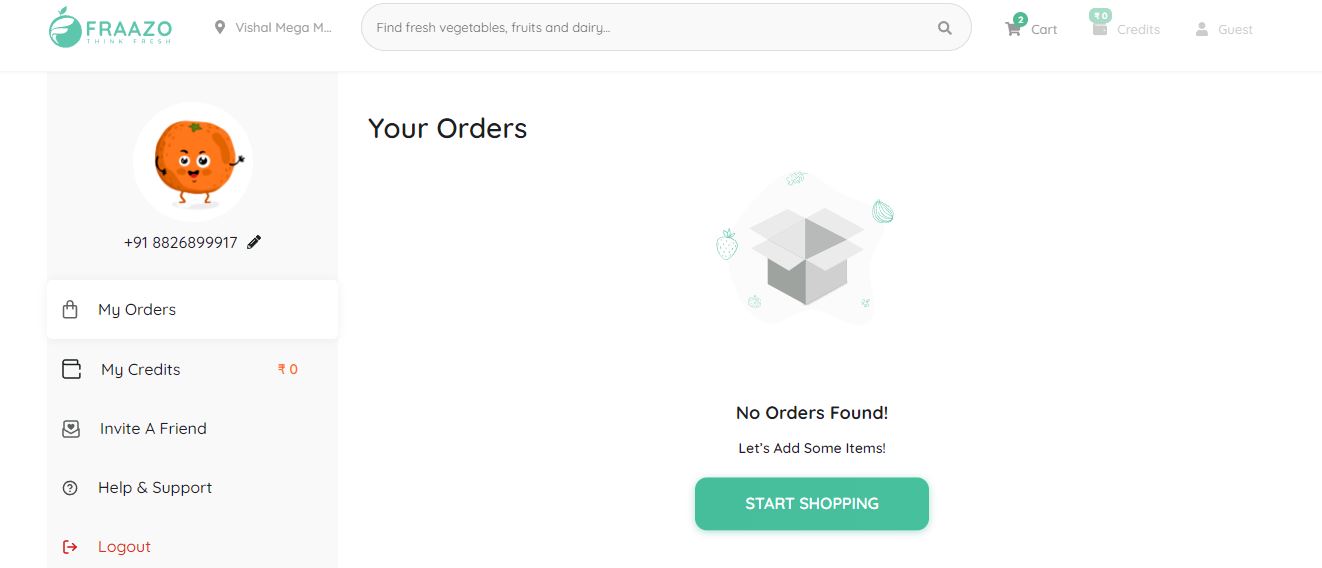 FRAAZO
THINK FRESH
Vishal Mega M...
Find fresh vegetables, fruits and dairy...
2
Cart
₹ 0
Credits
Guest
+91 8826899917
My Orders
My Credits ₹ 0
Invite A Friend
Help & Support
Logout
Your Orders
No Orders Found!
Let's Add Some Items!
START SHOPPING